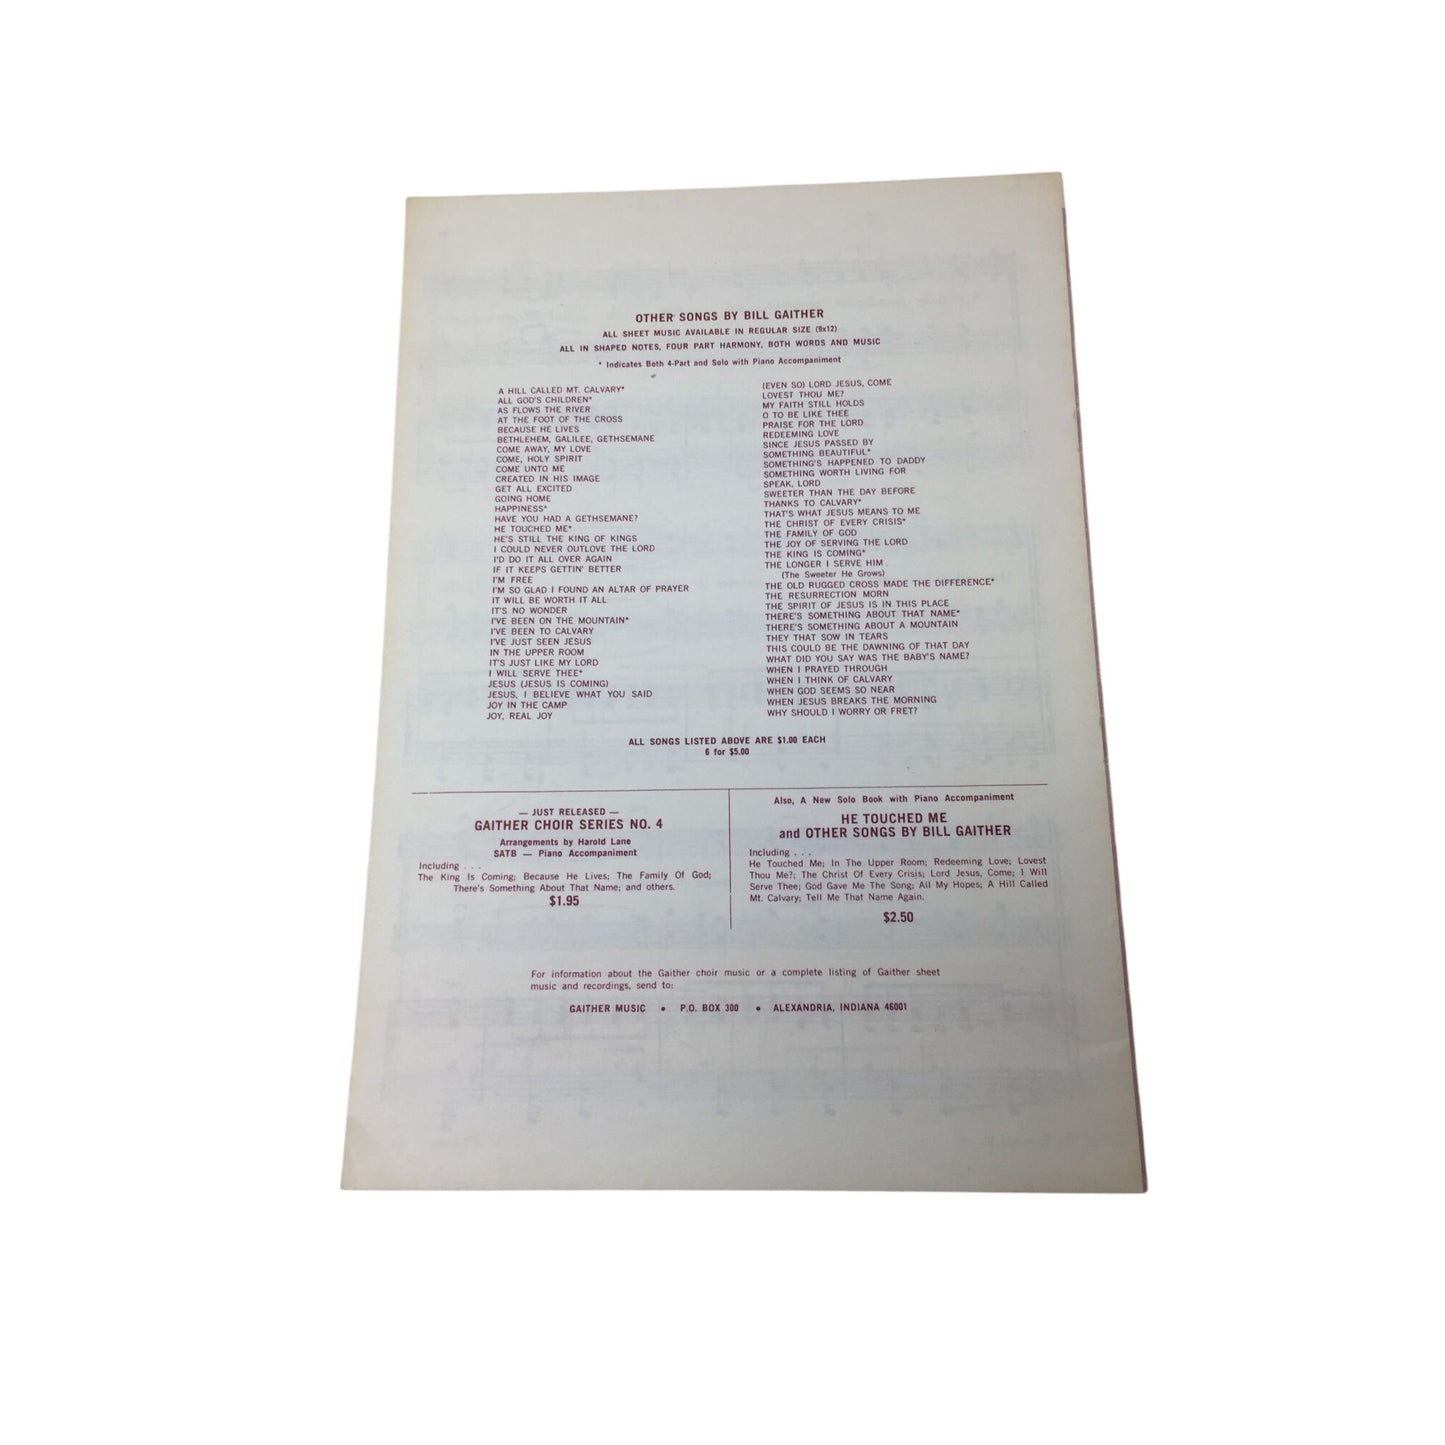 OTHER SONGS BY BILL GAITHER
ALL SHEET MUSIC AVAILABLE IN REGULAR SIZE (9x12)
ALL IN SHAPED NOTES, FOUR PART HARMONY, BOTH WORDS AND MUSIC
* Indicates Both 4-Part and Solo with Piano Accompaniment
A HILL CALLED MT. CALVARY*
ALL GOD'S CHILDREN*
AS FLOWS THE RIVER
AT THE FOOT OF THE CROSS
BECAUSE HE LIVES
BETHLEHEM, GALILEE, GETHSEMANE
COME AWAY, MY LOVE
COME, HOLY SPIRIT
COME UNTO ME
CREATED IN HIS IMAGE
GET ALL EXCITED
GOING HOME
HAPPINESS*
HAVE YOU HAD A GETHSEMANE?
HE TOUCHED ME*
HE'S STILL THE KING OF KINGS
I COULD NEVER OUTLOVE THE LORD
I'D DO IT ALL OVER AGAIN
IF IT KEEPS GETTIN' BETTER
I'M FREE
I'M SO GLAD I FOUND AN ALTAR OF PRAYER
IT WILL BE WORTH IT ALL
IT'S NO WONDER
I'VE BEEN ON THE MOUNTAIN*
I'VE BEEN TO CALVARY
I'VE JUST SEEN JESUS
IN THE UPPER ROOM
IT'S JUST LIKE MY LORD
I WILL SERVE THEE*
JESUS (JESUS IS COMING)
JESUS, I BELIEVE WHAT YOU SAID
JOY IN THE CAMP
JOY, REAL JOY
(EVEN SO) LORD JESUS, COME
LOVEST THOU ME?
MY FAITH STILL HOLDS
O TO BE LIKE THEE
PRAISE FOR THE LORD
REDEEMING LOVE
SINCE JESUS PASSED BY
SOMETHING BEAUTIFUL*
SOMETHING'S HAPPENED TO DADDY
SOMETHING WORTH LIVING FOR
SPEAK, LORD
SWEETER THAN THE DAY BEFORE
THANKS TO CALVARY*
THAT'S WHAT JESUS MEANS TO ME
THE CHRIST OF EVERY CRISIS*
THE FAMILY OF GOD
THE JOY OF SERVING THE LORD
THE KING IS COMING*
THE LONGER I SERVE HIM
(The Sweeter He Grows)
THE OLD RUGGED CROSS MADE THE DIFFERENCE*
THE RESURRECTION MORN
THE SPIRIT OF JESUS IS IN THIS PLACE
THERE'S SOMETHING ABOUT THAT NAME*
THERE'S SOMETHING ABOUT A MOUNTAIN
THEY THAT SOW IN TEARS
THIS COULD BE THE DAWNING OF THAT DAY
WHAT DID YOU SAY WAS THE BABY'S NAME?
WHEN I PRAYED THROUGH
WHEN I THINK OF CALVARY
WHEN GOD SEEMS SO NEAR
WHEN JESUS BREAKS THE MORNING
WHY SHOULD I WORRY OR FRET?
ALL SONGS LISTED ABOVE ARE $1.00 EACH
6 for $5.00
— JUST RELEASED —
GAITHER CHOIR SERIES NO. 4
Arrangements by Harold Lane
SATB — Piano Accompaniment
Including . . .
The King Is Coming; Because He Lives; The Family Of God;
There's Something About That Name; and others.
$1.95
Also, A New Solo Book with Piano Accompaniment
HE TOUCHED ME
and OTHER SONGS BY BILL GAITHER
Including . . .
He Touched Me; In The Upper Room; Redeeming Love; Lovest
Thou Me?; The Christ Of Every Crisis; Lord Jesus, Come; I Will
Serve Thee; God Gave Me The Song; All My Hopes; A Hill Called
Mt. Calvary; Tell Me That Name Again.
$2.50
For information about the Gaither choir music or a complete listing of Gaither sheet
music and recordings, send to:
GAITHER MUSIC • P.O. BOX 300 • ALEXANDRIA, INDIANA 46001